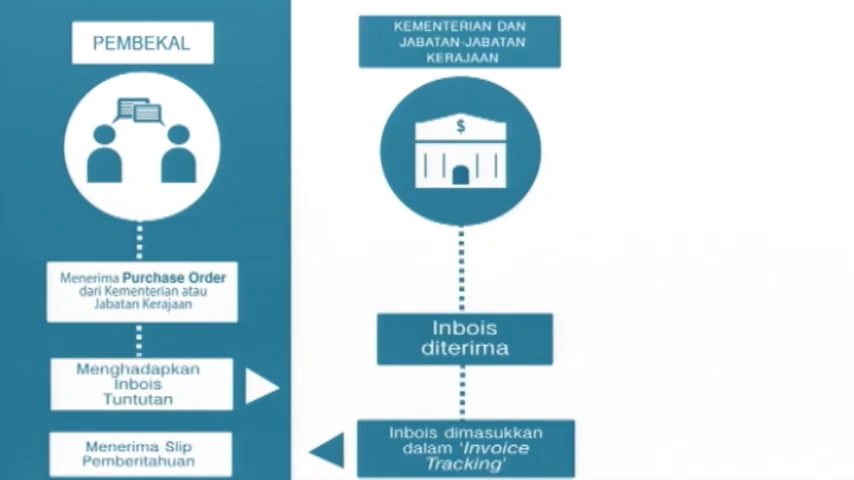 PEMBEKAL
Menerima Purchase Order
dari Kementerian atau
Jabatan Kerajaan
Menghadapkan
Inbois
Tuntutan
Menerima Slip
Pemberitahuan
KEMENTERIAN DAN
JABATAN-JABATAN
KERAJAAN
$
Inbois
diterima
Inbois dimasukkan
dalam 'Invoice
Tracking'